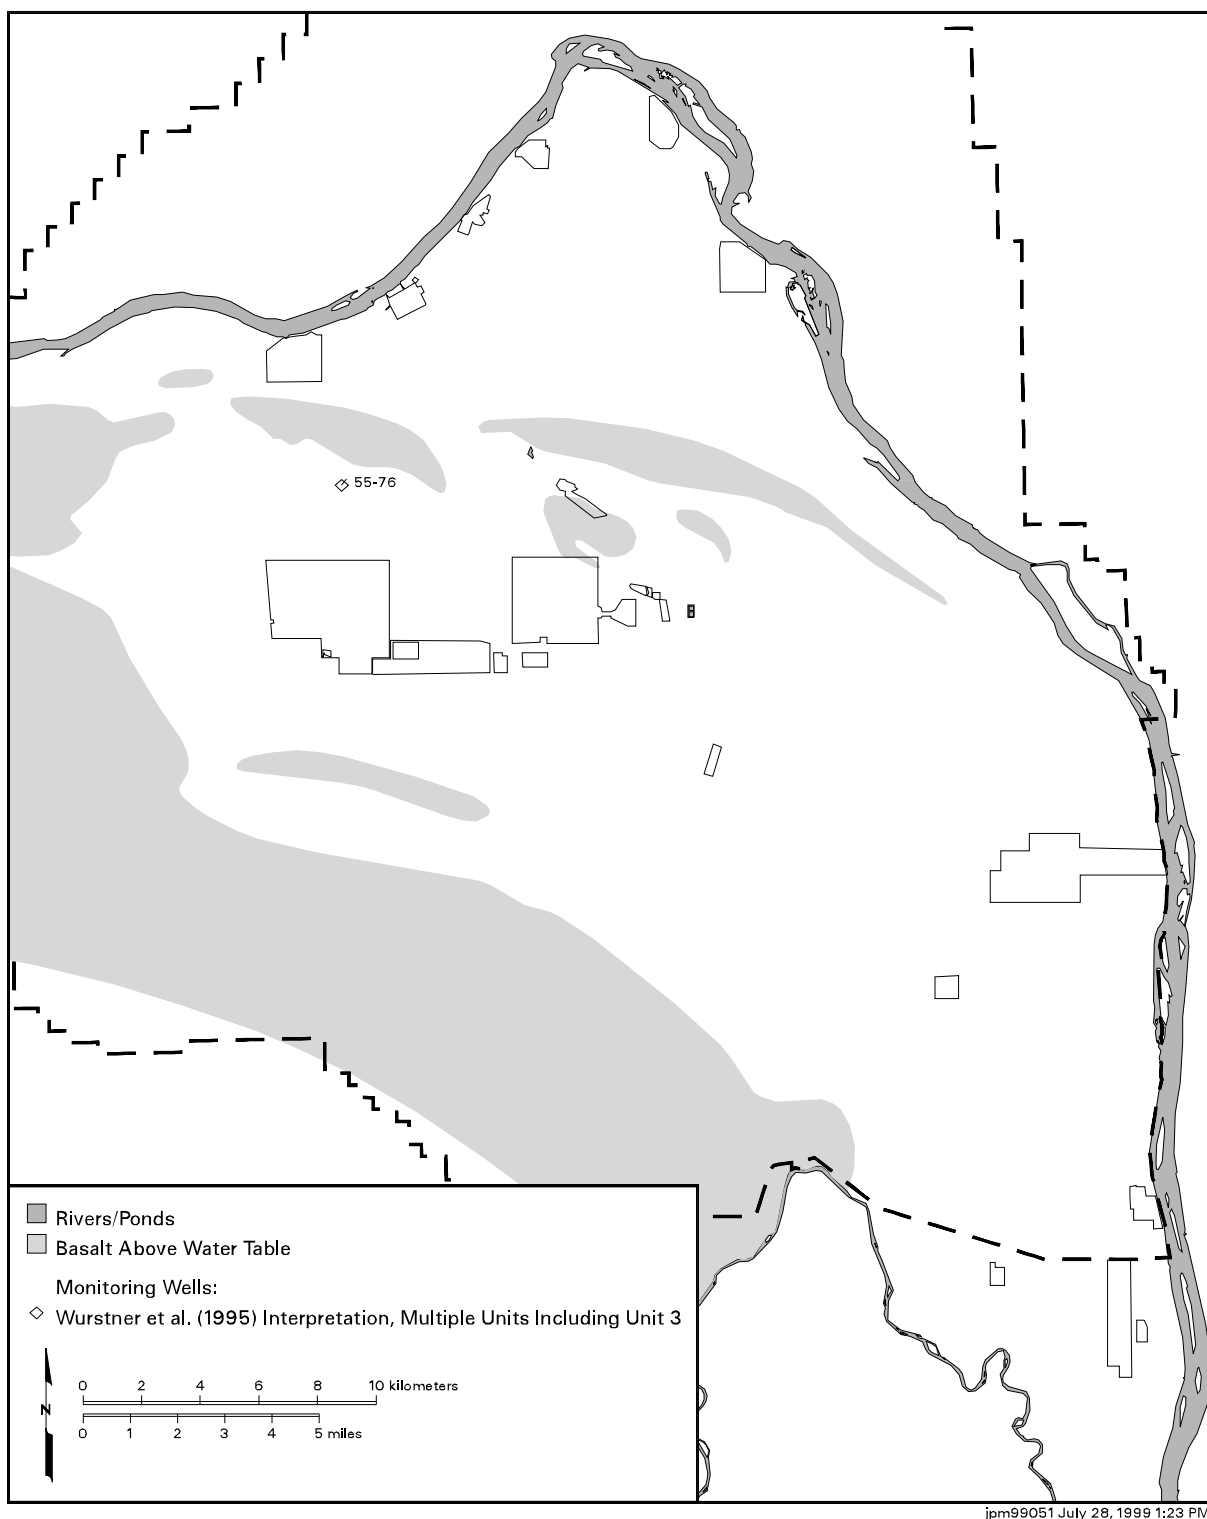 55-76
Rivers/Ponds
Basalt Above Water Table
Monitoring Wells:
Wurstner et al. (1995) Interpretation, Multiple Units Including Unit 3
0 2 4 6 8 10 kilometers
N
0 1 2 3 4 5 miles
jpm99051 July 28, 1999 1:23 PM